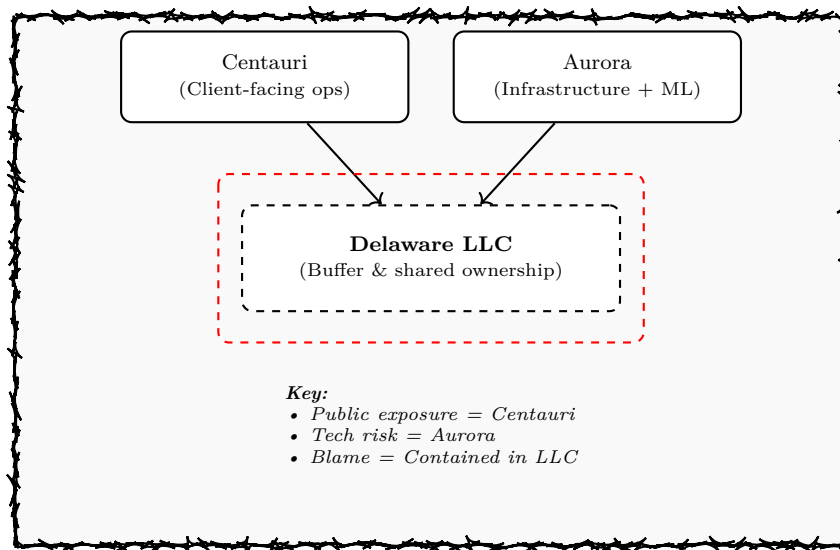 Centauri
(Client-facing ops)
Aurora
(Infrastructure + ML)
Delaware LLC
(Buffer & shared ownership)
Key:
• Public exposure = Centauri
• Tech risk = Aurora
• Blame = Contained in LLC